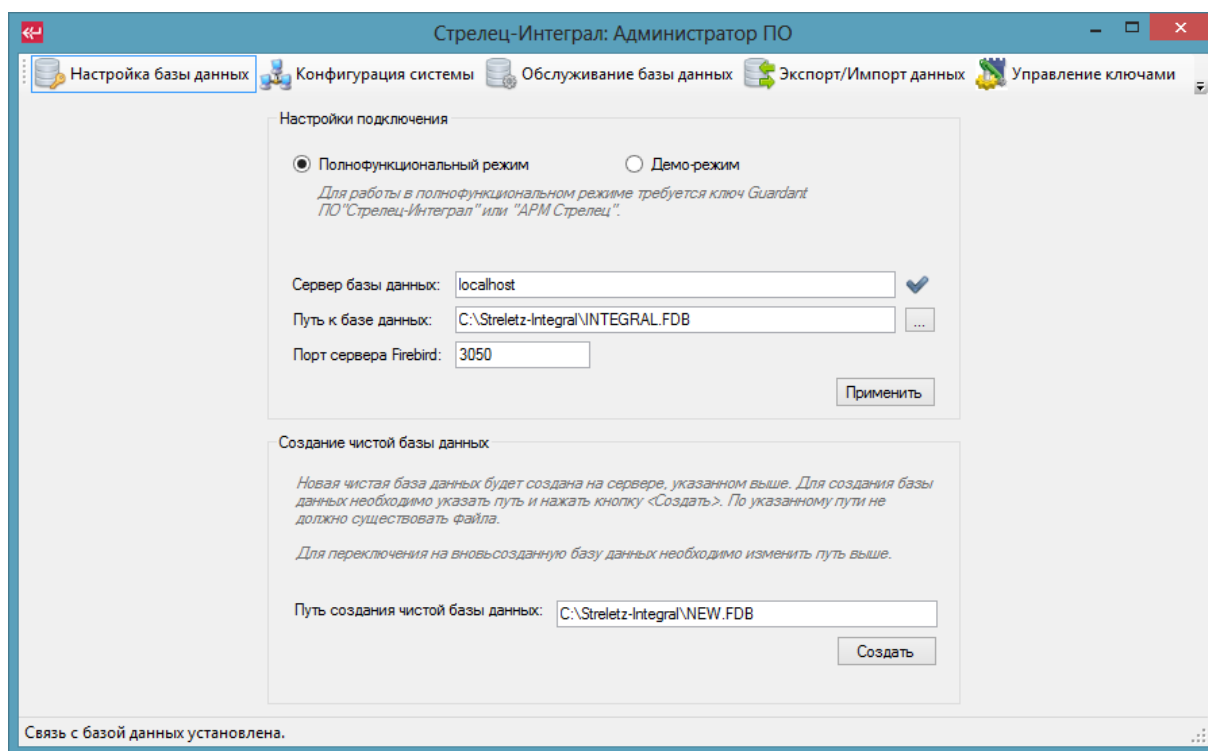 Стрелец-Интеграл: Администратор ПО
Настройка базы данных Конфигурация системы Обслуживание базы данных Экспорт/Импорт данных Управление ключами
Настройки подключения
Полнофункциональный режим Демо-режим
Для работы в полнофункциональном режиме требуется ключ Guardant
ПО"Стрелец-Интеграл" или "АРМ Стрелец".
Сервер базы данных: localhost
Путь к базе данных: C:\Streletz-Integral\INTEGRAL.FDB ...
Порт сервера Firebird: 3050
Применить
Создание чистой базы данных
Новая чистая база данных будет создана на сервере, указанном выше. Для создания базы
данных необходимо указать путь и нажать кнопку <Создать>. По указанному пути не
должно существовать файла.
Для переключения на вновьсозданную базу данных необходимо изменить путь выше.
Путь создания чистой базы данных: C:\Streletz-Integral\NEW.FDB
Создать
Связь с базой данных установлена.